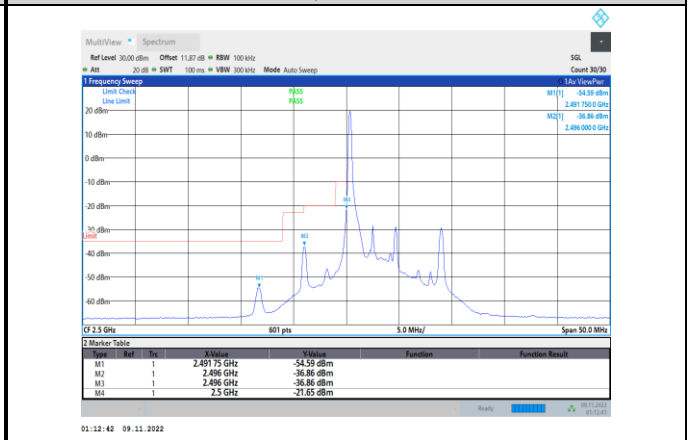 MultiView Spectrum
Ref Level 30.00 dBm Offset 11.87 dB RBW 100 kHz SGL
Att 20 dB SWT 100 ms VBW 300 kHz Mode Auto Sweep Count 30/30
1 Frequency Sweep 1Av ViewPwr
Limit Check PASS M1[1] -54.59 dBm
Line Limit PASS 2.491 750 0 GHz
20 dBm M2[1] -36.86 dBm
2.496 000 0 GHz
10 dBm
0 dBm
-10 dBm
-20 dBm
M4
-30 dBm
Limit M3
-40 dBm
-50 dBm
M1
-60 dBm
CF 2.5 GHz 601 pts 5.0 MHz/ Span 50.0 MHz
2 Marker Table
Type Ref Trc X-Value Y-Value Function Function Result
M1 1 2.491 75 GHz -54.59 dBm
M2 1 2.496 GHz -36.86 dBm
M3 1 2.496 GHz -36.86 dBm
M4 1 2.5 GHz -21.65 dBm
Ready 09.11.2022
01:12:41
01:12:42 09.11.2022